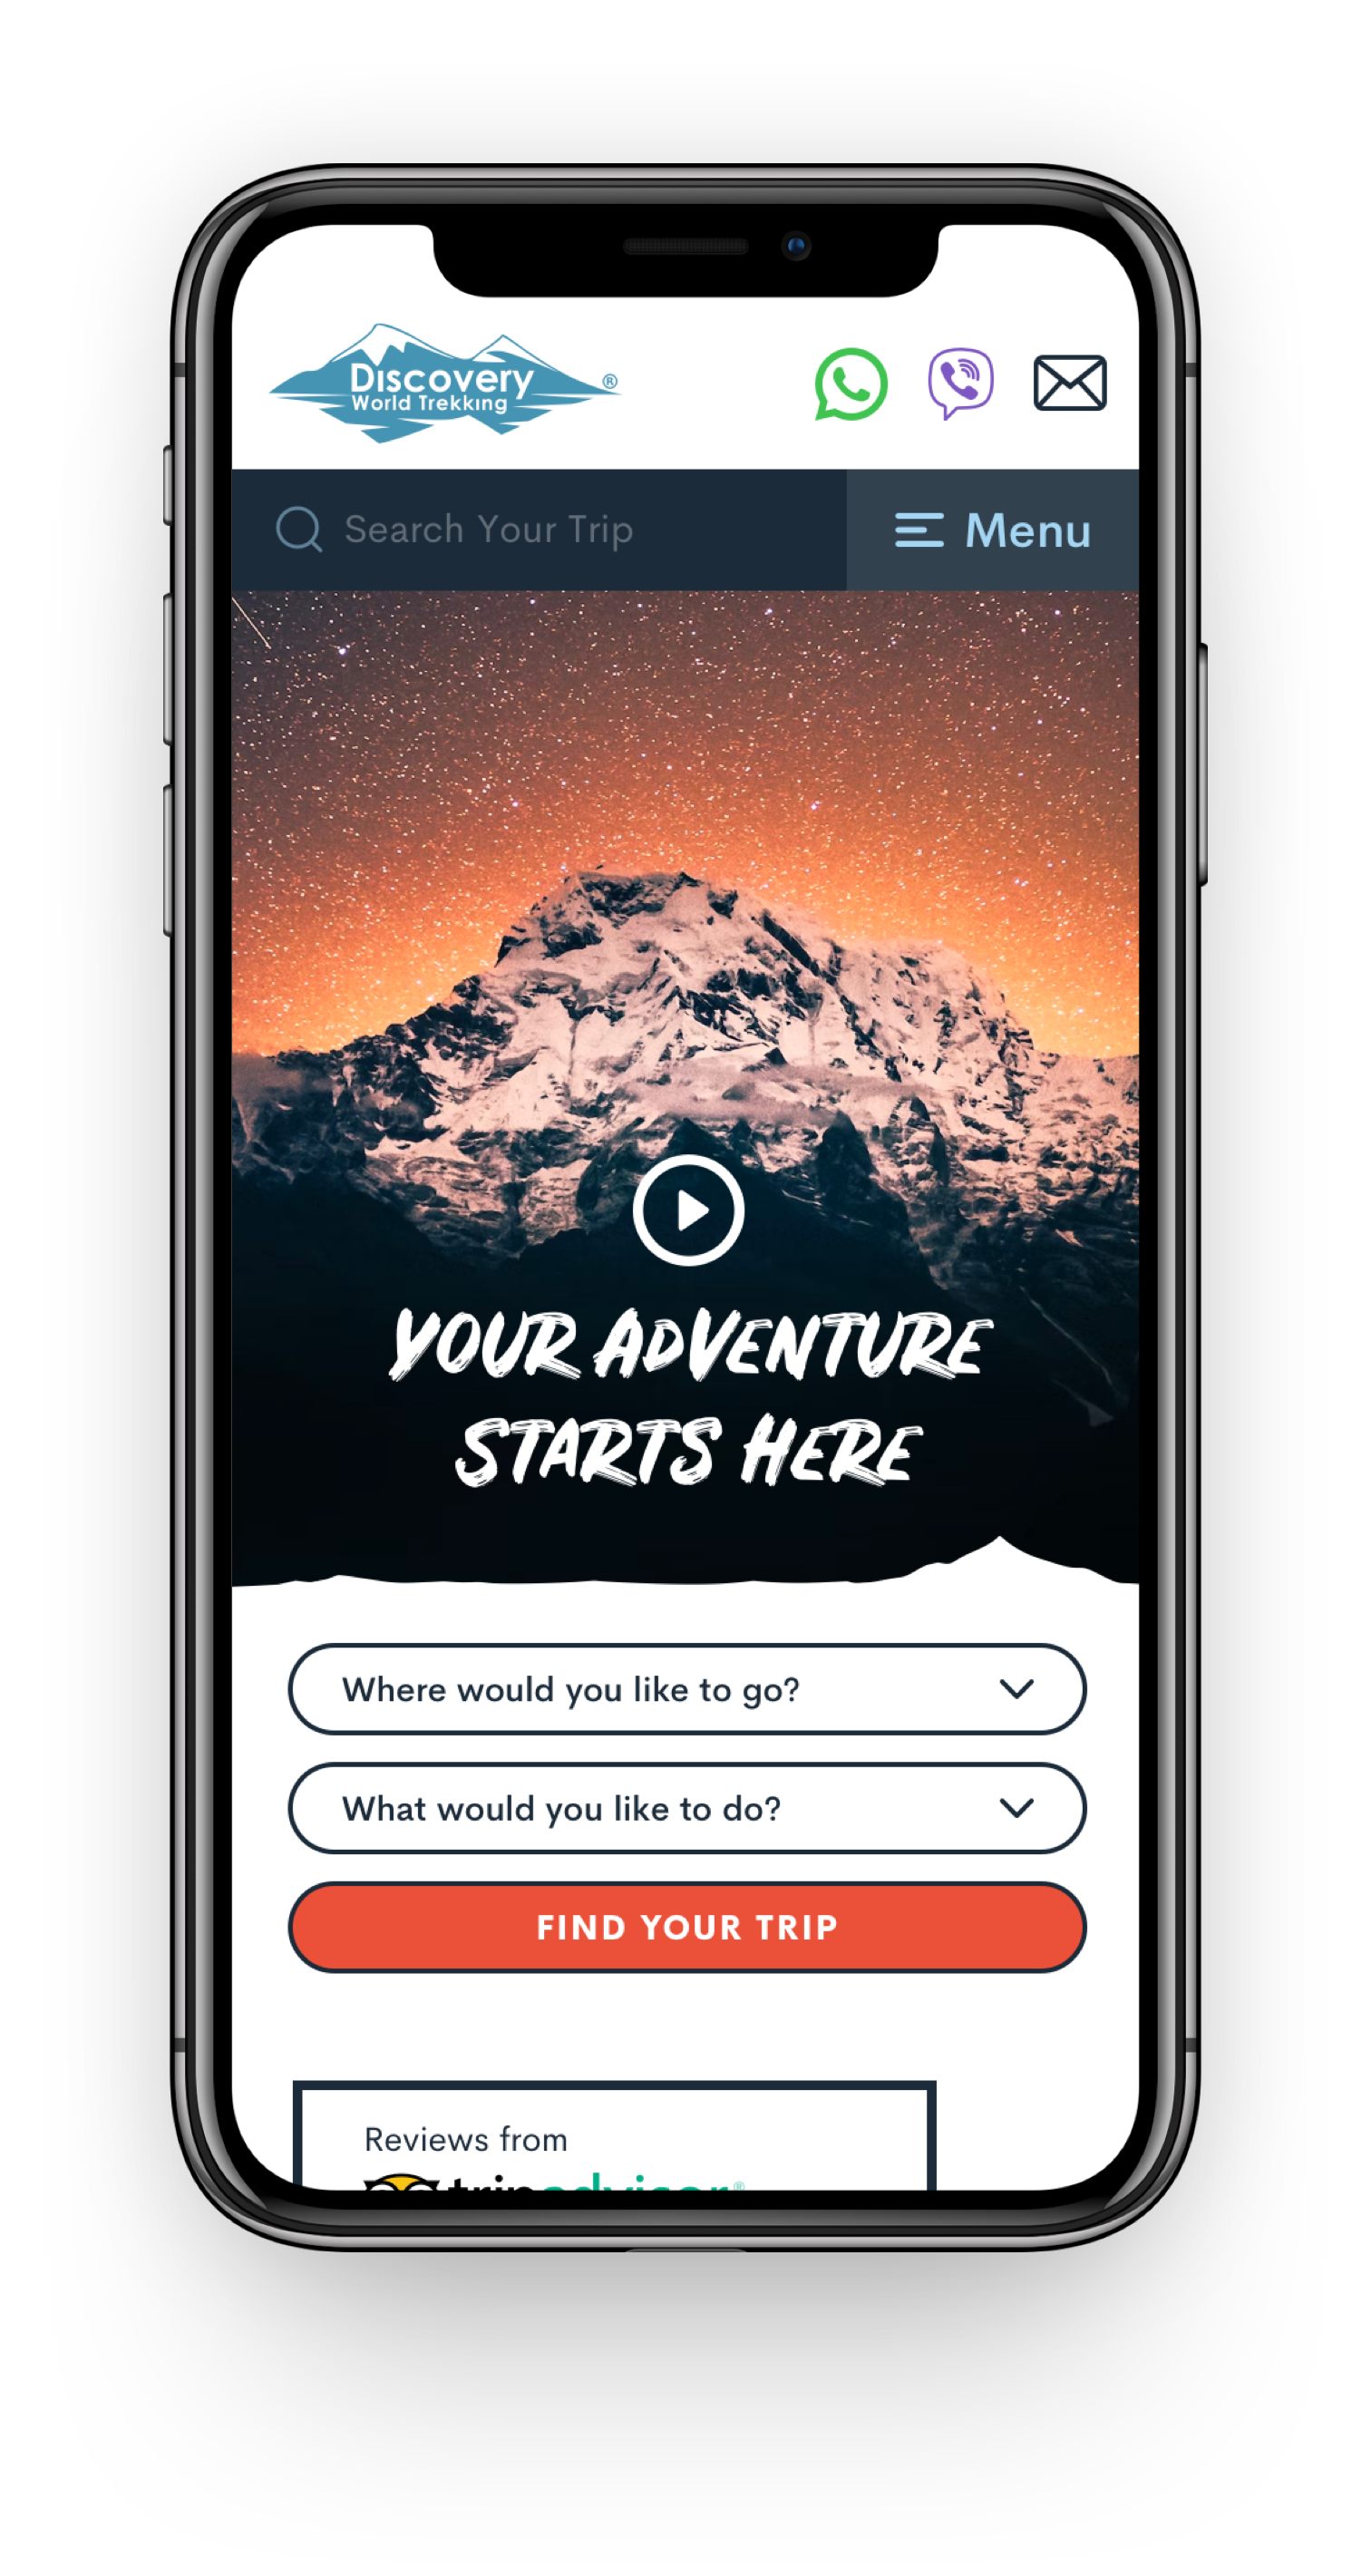 Discovery
World Trekking
®
Search Your Trip
Menu
YOUR ADVENTURE
STARTS HERE
Where would you like to go?
What would you like to do?
FIND YOUR TRIP
Reviews from
tripadvisor®